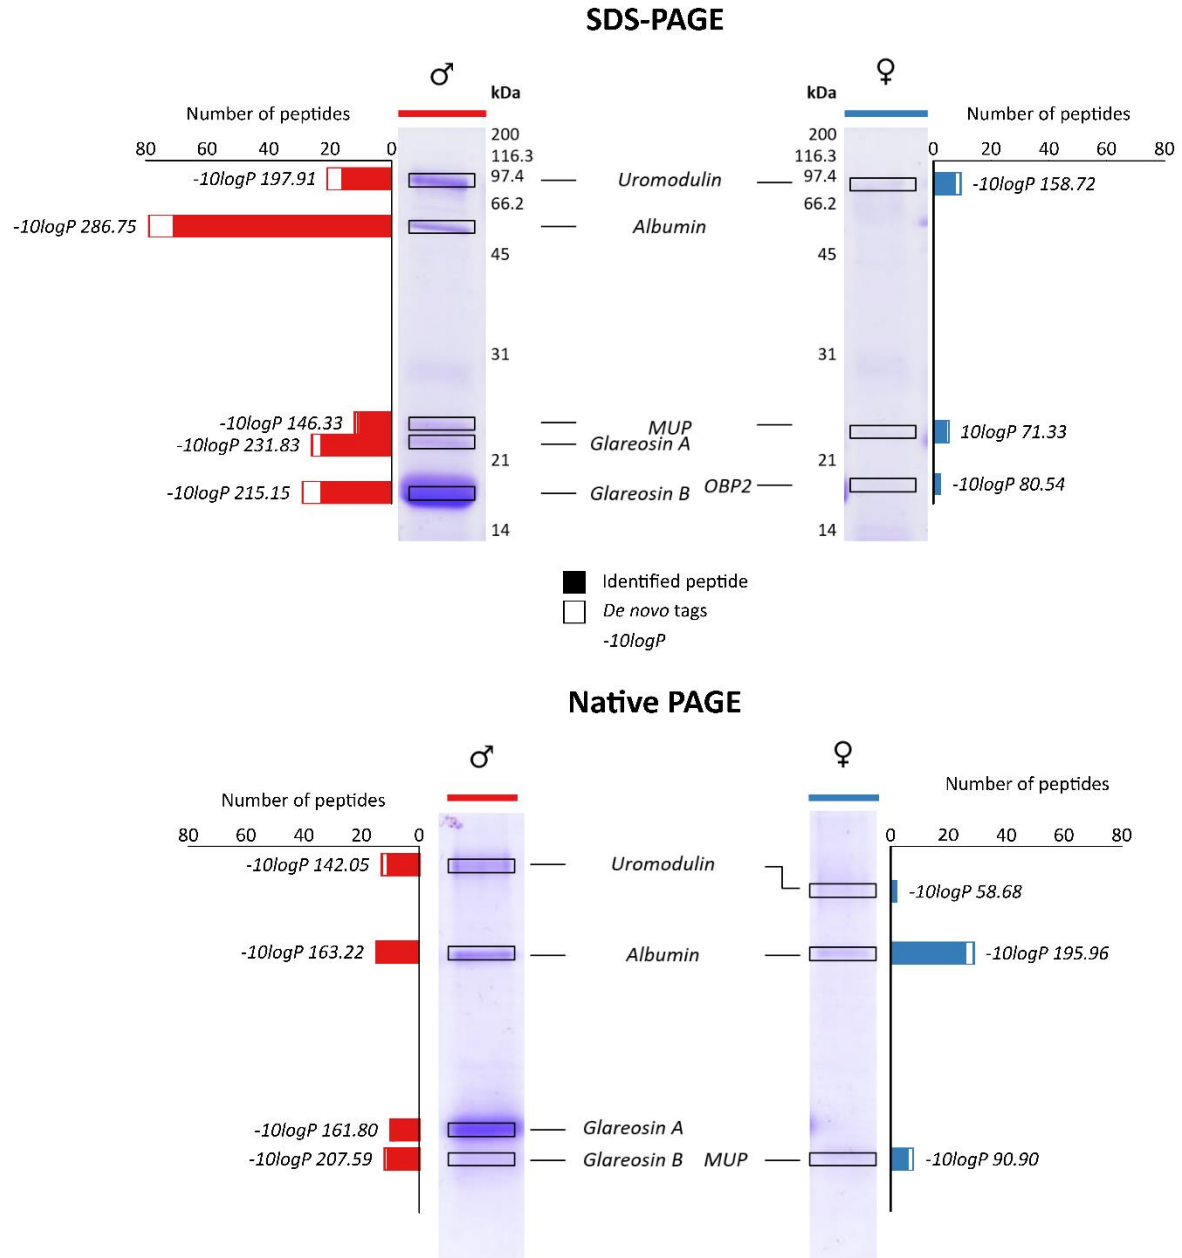 SDS-PAGE
♂
♀
kDa
kDa
Number of peptides
Number of peptides
80 60 40 20 0
0 20 40 60 80
200
116.3
97.4
66.2
45
31
21
14
200
116.3
97.4
66.2
45
31
21
14
-10logP 197.91
Uromodulin
-10logP 158.72
-10logP 286.75
Albumin
-10logP 146.33
MUP
10logP 71.33
-10logP 231.83
Glareosin A
-10logP 215.15
Glareosin B
OBP2
-10logP 80.54
Identified peptide
De novo tags
-10logP
Native PAGE
♂
♀
Number of peptides
Number of peptides
80 60 40 20 0
0 20 40 60 80
-10logP 142.05
Uromodulin
-10logP 58.68
-10logP 163.22
Albumin
-10logP 195.96
-10logP 161.80
Glareosin A
-10logP 207.59
Glareosin B
MUP
-10logP 90.90